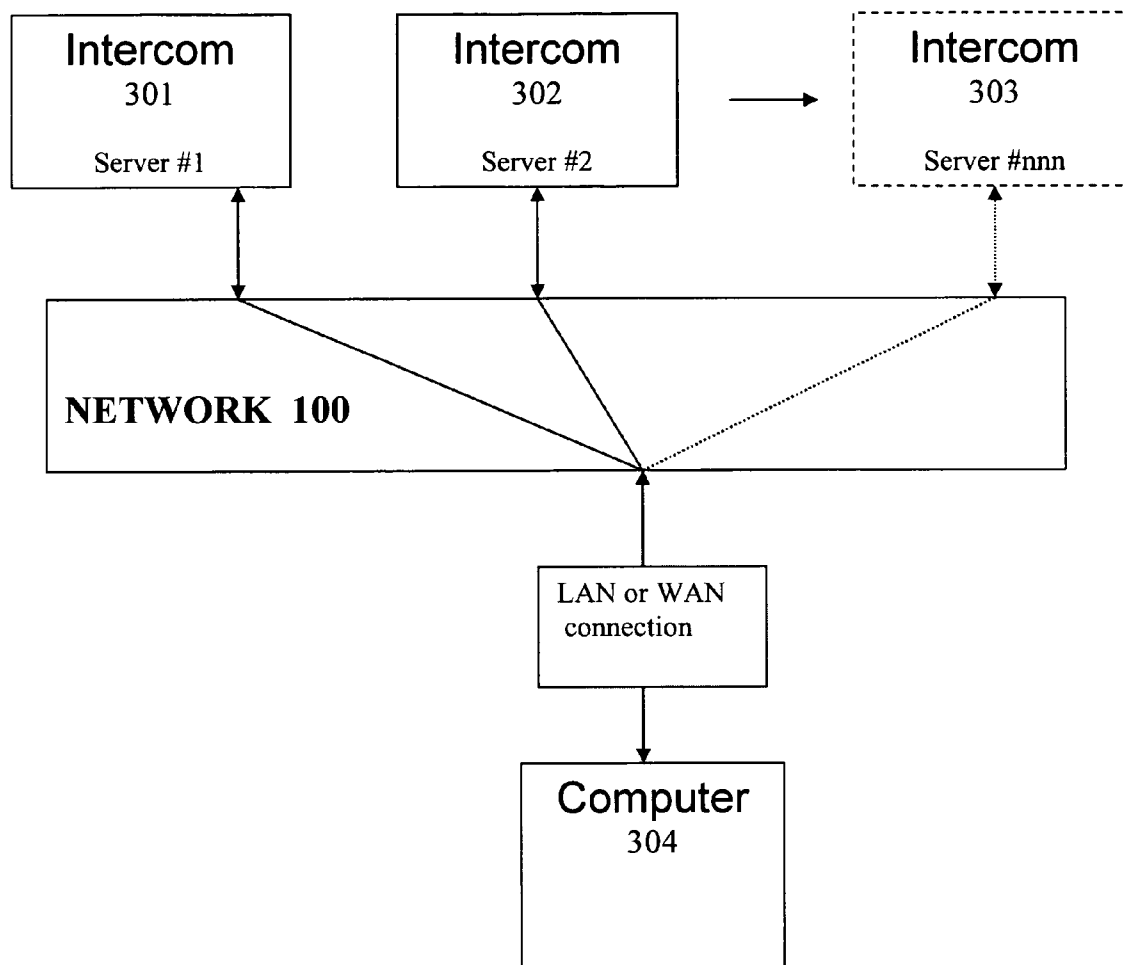 Intercom
301
Server #1
Intercom
302
Server #2
Intercom
303
Server #nnn
NETWORK 100
LAN or WAN
connection
Computer
304